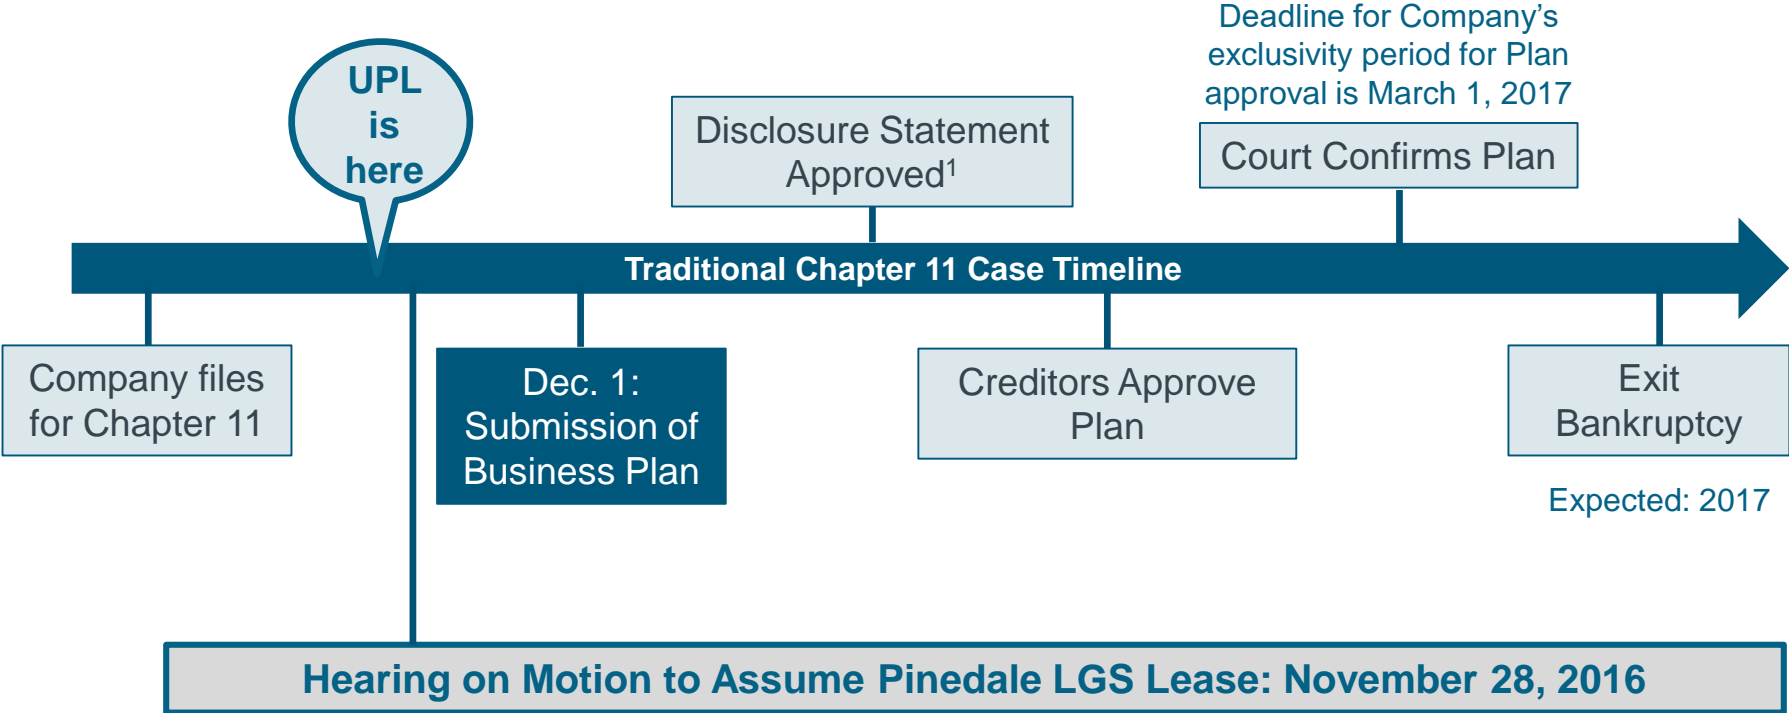 Deadline for Company’s
exclusivity period for Plan
approval is March 1, 2017
UPL
is
here
Disclosure Statement
Approved1
Court Confirms Plan
Traditional Chapter 11 Case Timeline
Company files
for Chapter 11
Dec. 1:
Submission of
Business Plan
Creditors Approve
Plan
Exit
Bankruptcy
Expected: 2017
Hearing on Motion to Assume Pinedale LGS Lease: November 28, 2016